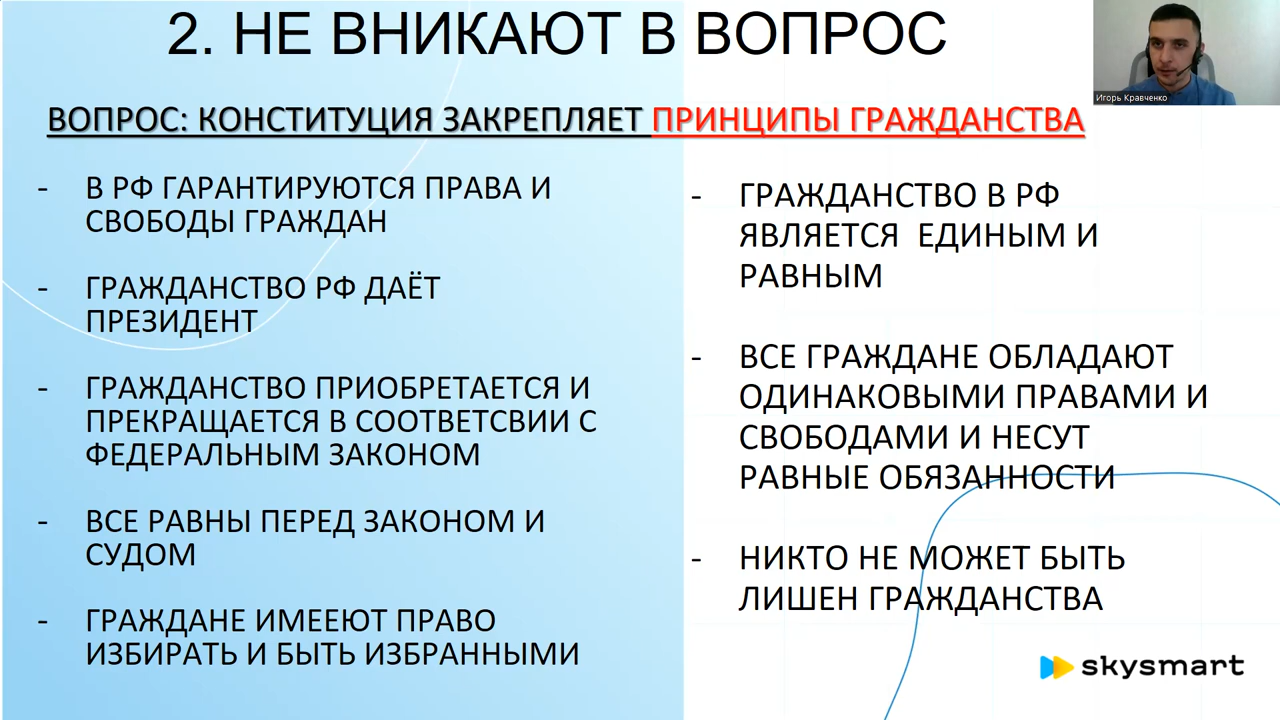 2. НЕ ВНИКАЮТ В ВОПРОС
Игорь Кравченко
ВОПРОС: КОНСТИТУЦИЯ ЗАКРЕПЛЯЕТ ПРИНЦИПЫ ГРАЖДАНСТВА
- В РФ ГАРАНТИРУЮТСЯ ПРАВА И
СВОБОДЫ ГРАЖДАН
- ГРАЖДАНСТВО РФ ДАЁТ
ПРЕЗИДЕНТ
- ГРАЖДАНСТВО ПРИОБРЕТАЕТСЯ И
ПРЕКРАЩАЕТСЯ В СООТВЕТСВИИ С
ФЕДЕРАЛЬНЫМ ЗАКОНОМ
- ВСЕ РАВНЫ ПЕРЕД ЗАКОНОМ И
СУДОМ
- ГРАЖДАНЕ ИМЕЕЮТ ПРАВО
ИЗБИРАТЬ И БЫТЬ ИЗБРАННЫМИ
- ГРАЖДАНСТВО В РФ
ЯВЛЯЕТСЯ ЕДИНЫМ И
РАВНЫМ
- ВСЕ ГРАЖДАНЕ ОБЛАДАЮТ
ОДИНАКОВЫМИ ПРАВАМИ И
СВОБОДАМИ И НЕСУТ
РАВНЫЕ ОБЯЗАННОСТИ
- НИКТО НЕ МОЖЕТ БЫТЬ
ЛИШЕН ГРАЖДАНСТВА
skysmart